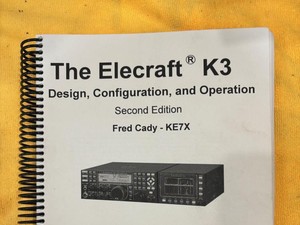 The Elecraft® K3
Design, Configuration, and Operation
Second Edition
Fred Cady - KE7X